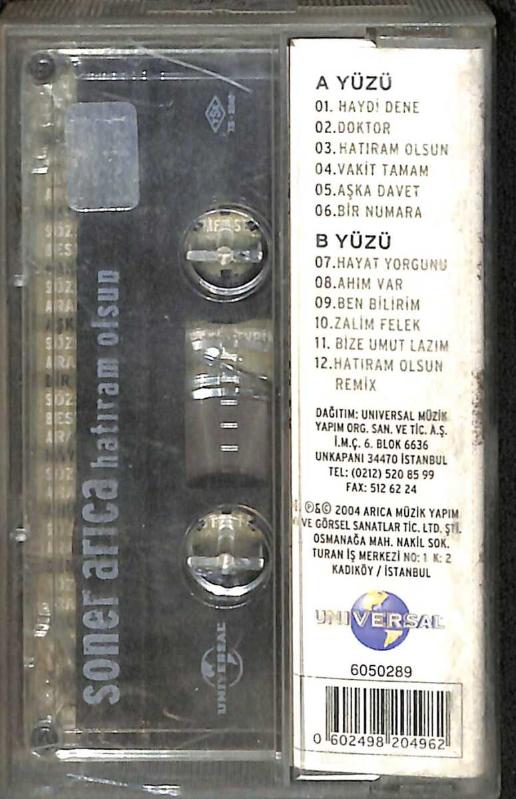 soner arıca hatıram olsun
UNIVERSAL
A YÜZÜ
01. HAYDİ DENE
02.DOKTOR
03.HATIRAM OLSUN
04.VAKİT TAMAM
05.AŞKA DAVET
06.BİR NUMARA
B YÜZÜ
07.HAYAT YORGUNU
08.AHIM VAR
09.BEN BİLİRİM
10.ZALİM FELEK
11. BİZE UMUT LAZIM
12.HATIRAM OLSUN
REMIX
DAĞITIM: UNIVERSAL MÜZİK
YAPIM ORG. SAN. VE TİC. A.Ş.
İ.M.Ç. 6. BLOK 6636
UNKAPANI 34470 İSTANBUL
TEL: (0212) 520 85 99
FAX: 512 62 24
℗&© 2004 ARICA MÜZİK YAPIM
VE GÖRSEL SANATLAR TİC. LTD. ŞTİ.
OSMANAĞA MAH. NAKİL SOK.
TURAN İŞ MERKEZİ NO: 1 K: 2
KADIKÖY / İSTANBUL
UNIVERSAL
6050289
0 602498 204962